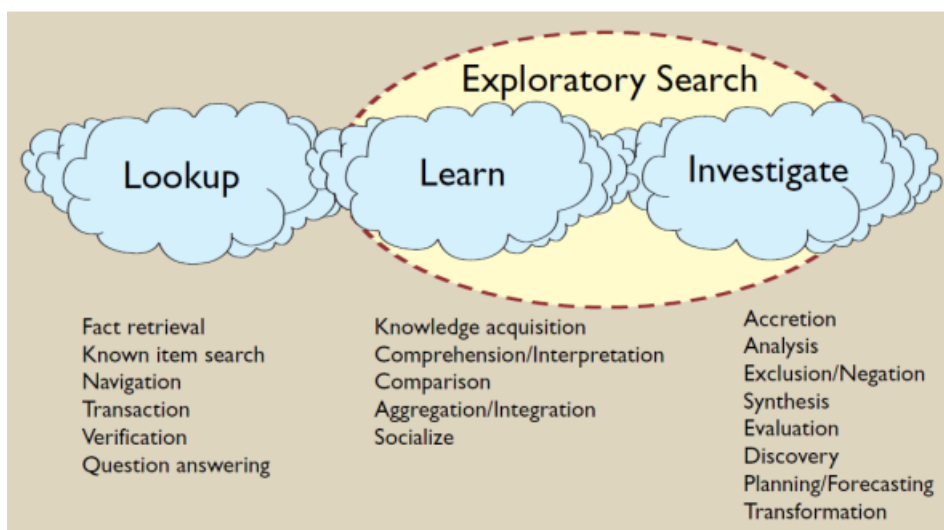 Exploratory Search
Lookup
Learn
Investigate
Fact retrieval
Known item search
Navigation
Transaction
Verification
Question answering
Knowledge acquisition
Comprehension/Interpretation
Comparison
Aggregation/Integration
Socialize
Accretion
Analysis
Exclusion/Negation
Synthesis
Evaluation
Discovery
Planning/Forecasting
Transformation